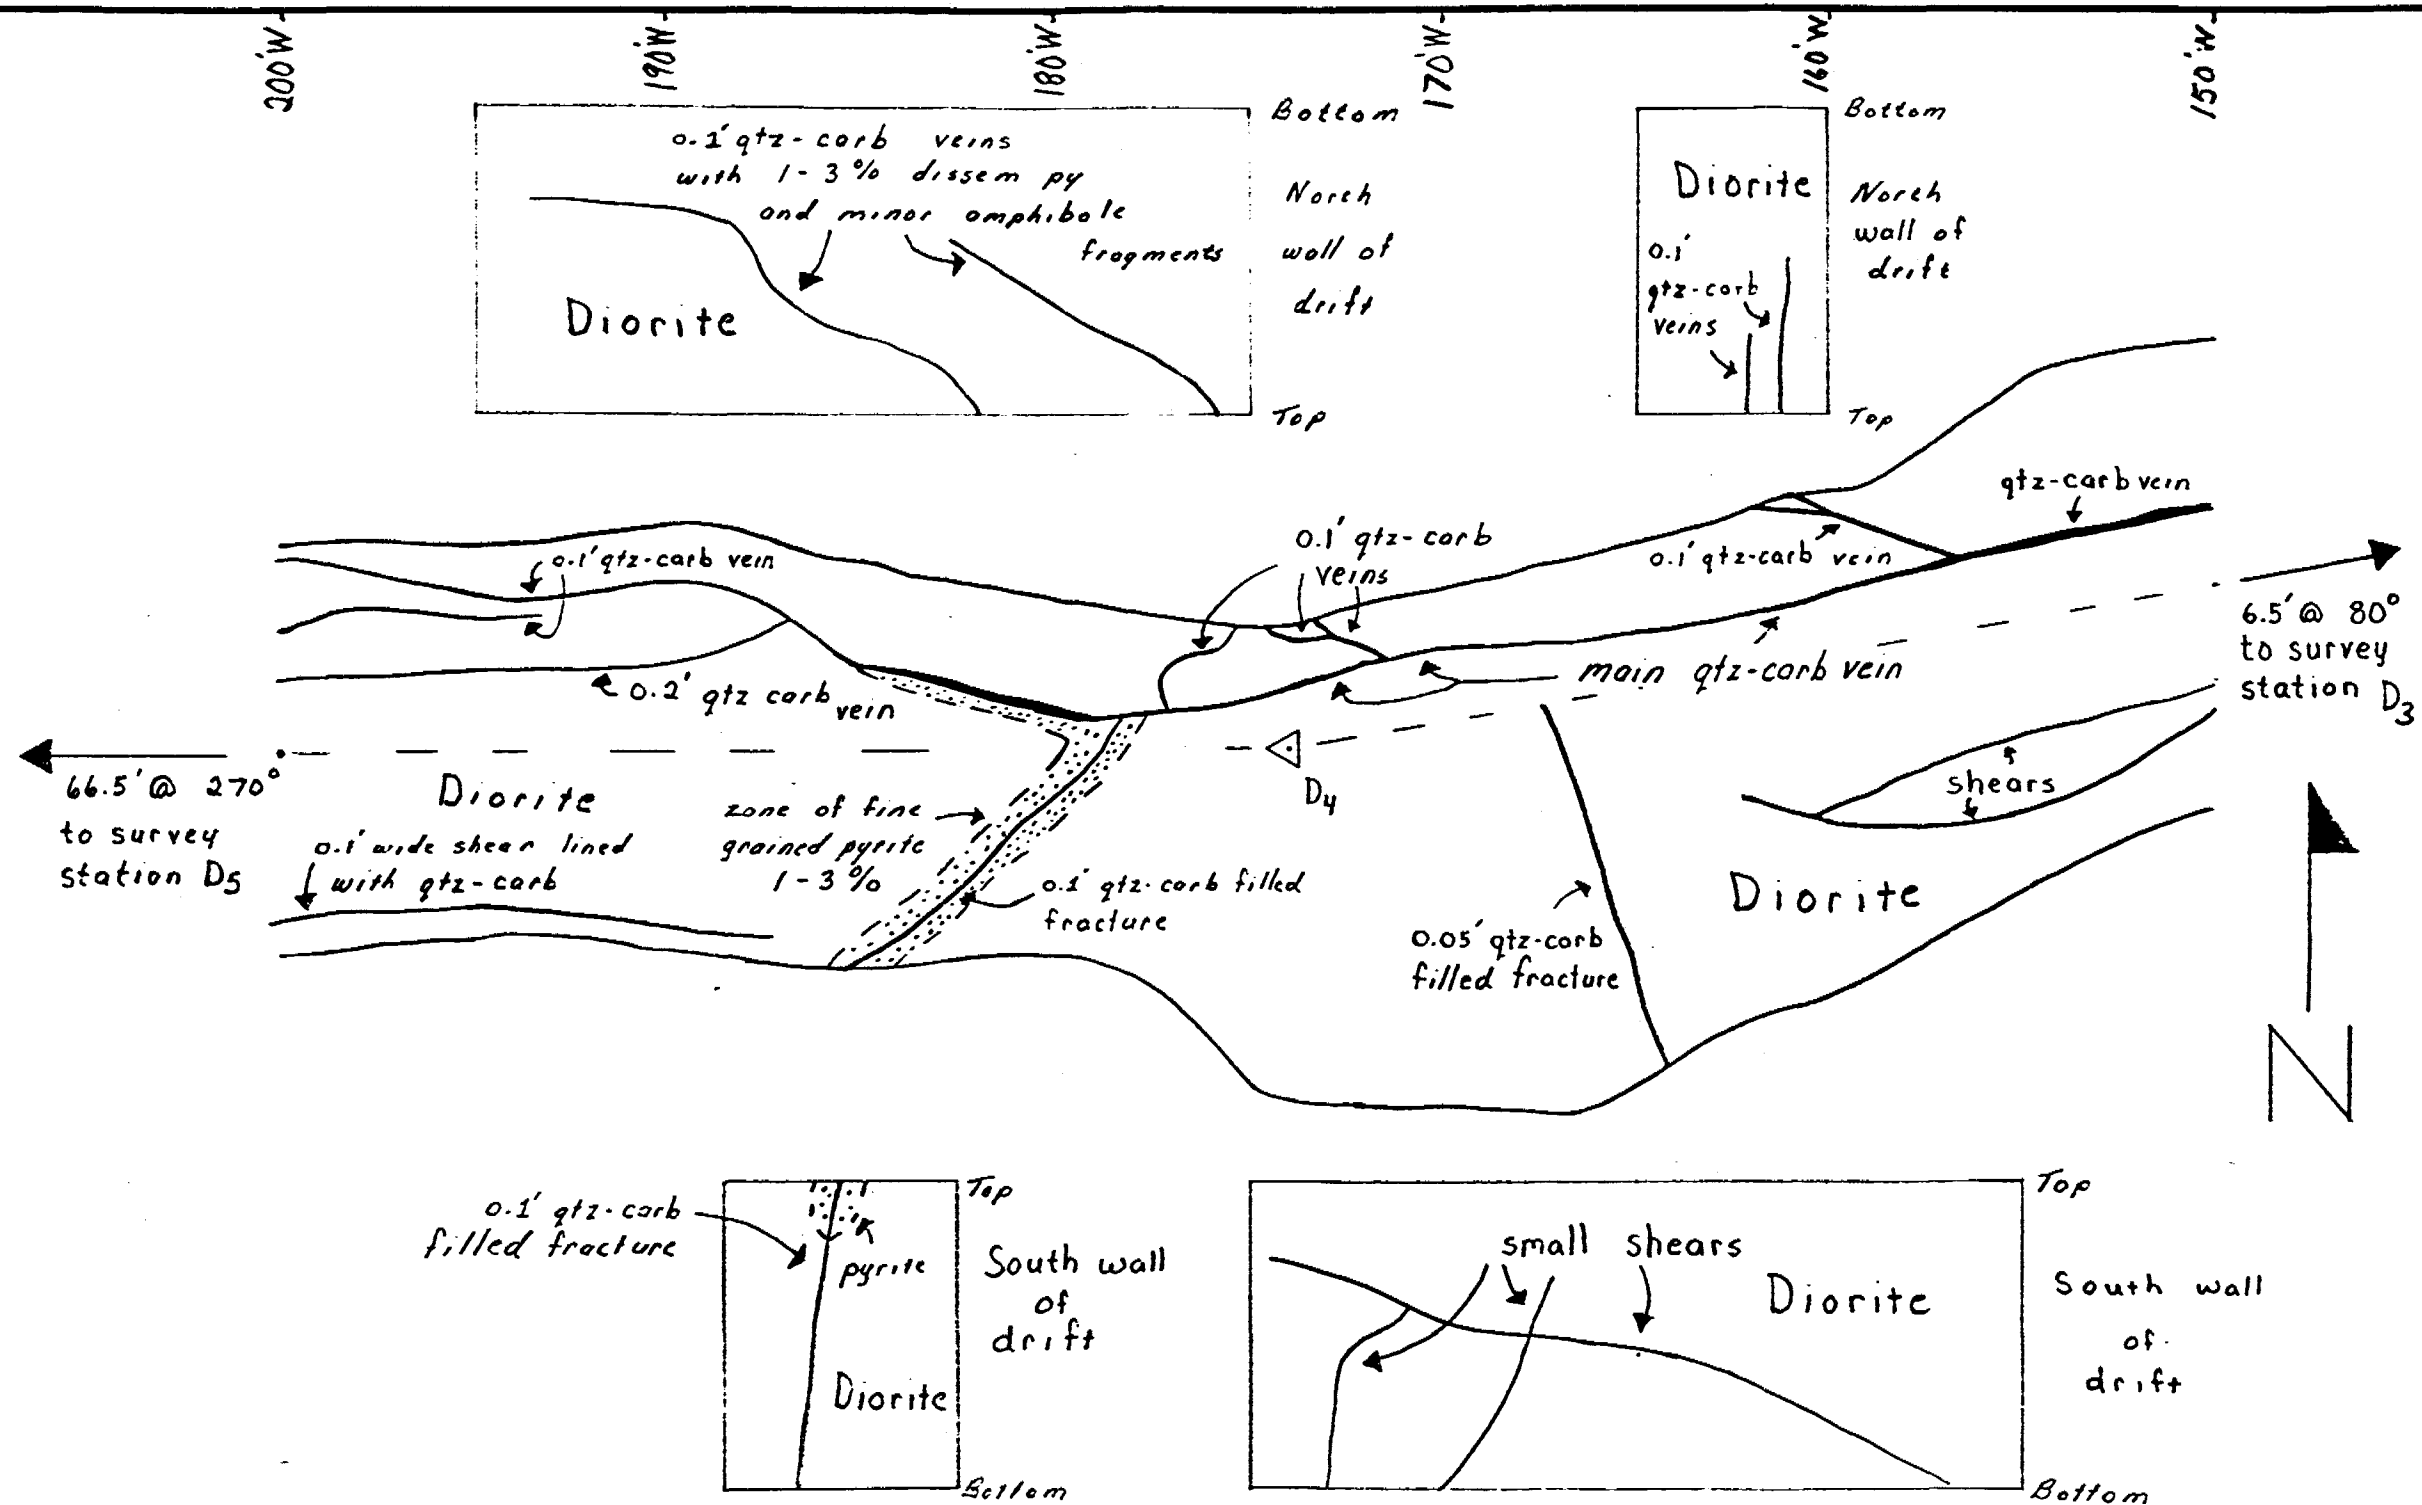 200'W
190'W
180'W
170'W
160'W
150'W
Bottom
0.1' qtz-carb veins
with 1-3% dissem py
and minor amphibole
fragments
North
wall of
drift
Diorite
Top
Bottom
Diorite
North
wall of
drift
0.1'
qtz-carb
veins
Top
qtz-carb vein
0.1' qtz-carb
veins
0.1' qtz-carb vein
0.1' qtz-carb vein
6.5' @ 80°
to survey
station D3
main qtz-carb vein
0.2' qtz carb
vein
shears
66.5' @ 270°
to survey
station D5
Diorite
D4
zone of fine
grained pyrite
1-3%
0.1' wide shear lined
with qtz-carb
0.1' qtz-carb filled
fracture
Diorite
0.05' qtz-carb
filled fracture
N
Top
0.1' qtz-carb
filled fracture
pyrite
South wall
of
drift
Diorite
Bottom
Top
small shears
Diorite
South wall
of
drift
Bottom